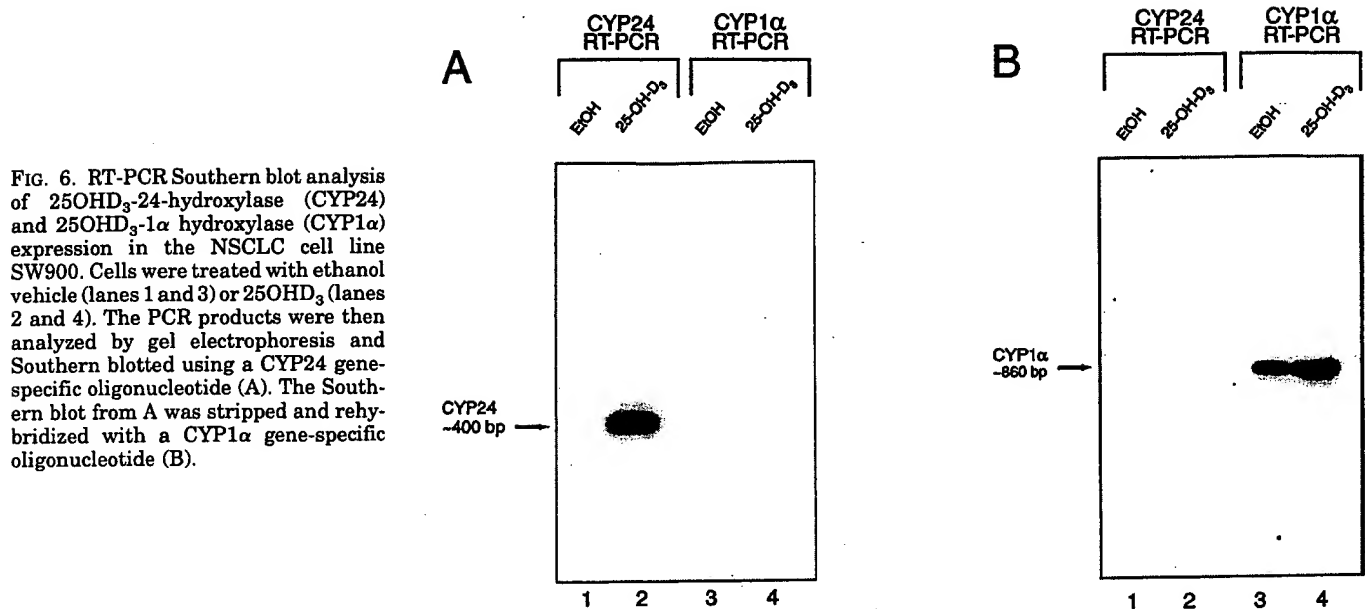 FIG. 6. RT-PCR Southern blot analysis
of 25OHD₃-24-hydroxylase (CYP24)
and 25OHD₃-1α hydroxylase (CYP1α)
expression in the NSCLC cell line
SW900. Cells were treated with ethanol
vehicle (lanes 1 and 3) or 25OHD₃ (lanes
2 and 4). The PCR products were then
analyzed by gel electrophoresis and
Southern blotted using a CYP24 gene-
specific oligonucleotide (A). The South-
ern blot from A was stripped and rehy-
bridized with a CYP1α gene-specific
oligonucleotide (B).
A
CYP24
RT-PCR
CYP1α
RT-PCR
EtOH
25-OH-D₃
EtOH
25-OH-D₃
CYP24
~400 bp
1 2 3 4
B
CYP24
RT-PCR
CYP1α
RT-PCR
EtOH
25-OH-D₃
EtOH
25-OH-D₃
CYP1α
~860 bp
1 2 3 4